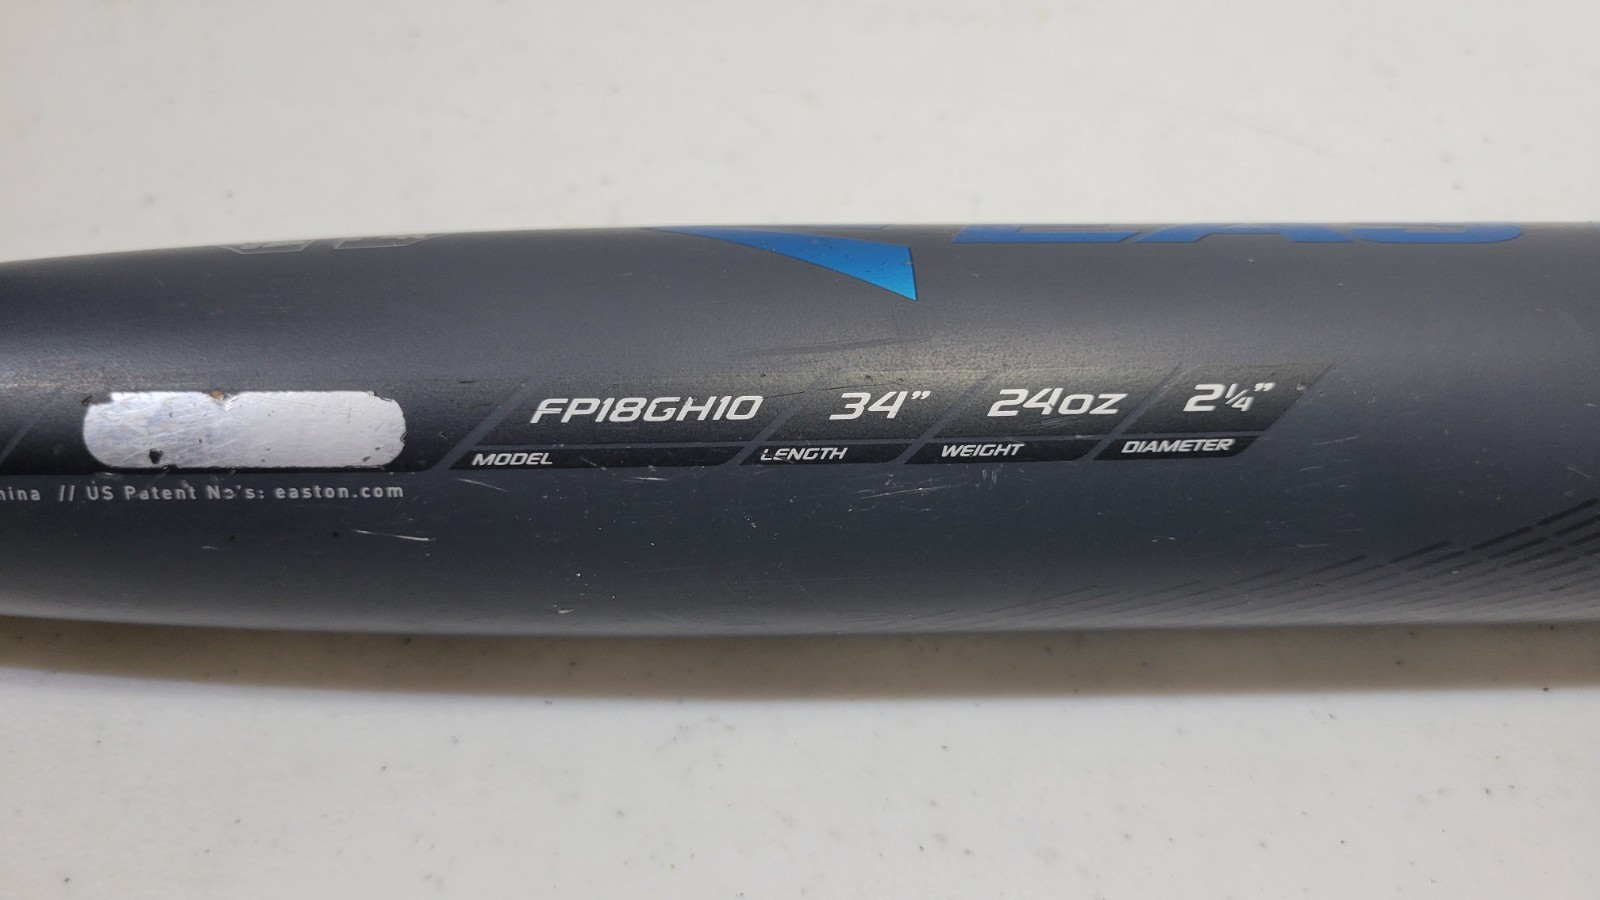 FP18GH10 34” 24oz 2¼”
MODEL LENGTH WEIGHT DIAMETER
// US Patent No's: easton.com